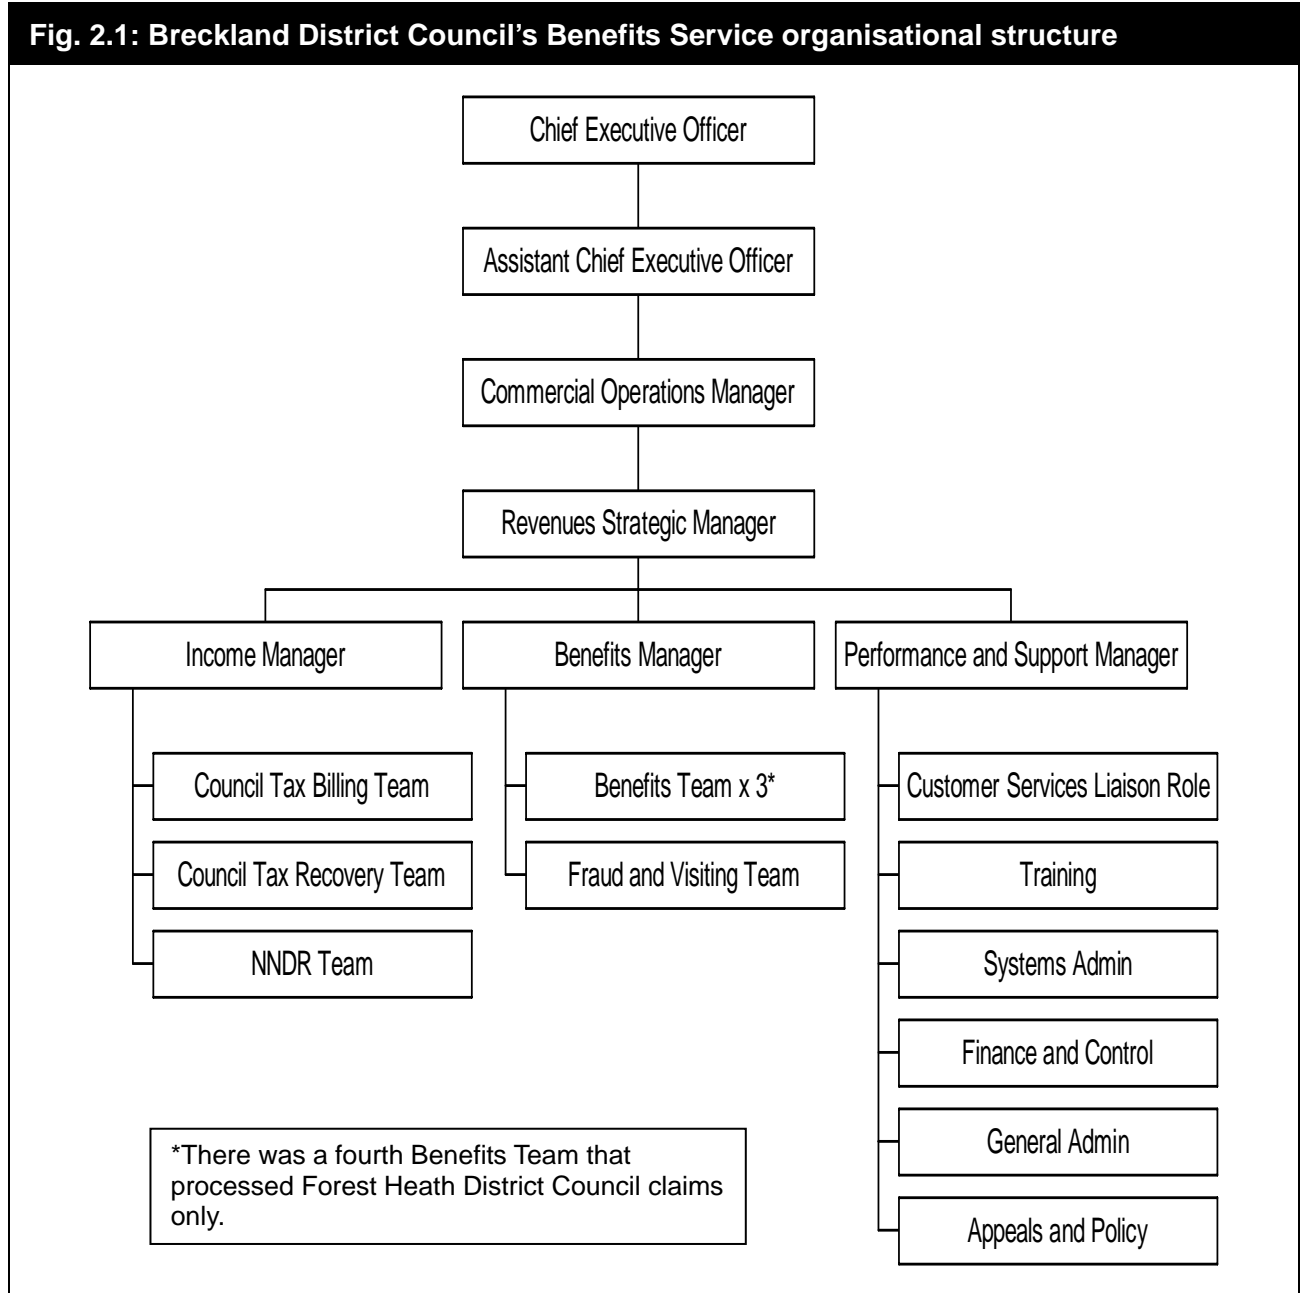 Fig. 2.1: Breckland District Council's Benefits Service organisational structure
Chief Executive Officer
Assistant Chief Executive Officer
Commercial Operations Manager
Revenues Strategic Manager
Income Manager
Benefits Manager
Performance and Support Manager
Council Tax Billing Team
Benefits Team x 3*
Customer Services Liaison Role
Council Tax Recovery Team
Fraud and Visiting Team
Training
NNDR Team
Systems Admin
Finance and Control
General Admin
*There was a fourth Benefits Team that
processed Forest Heath District Council claims
only.
Appeals and Policy